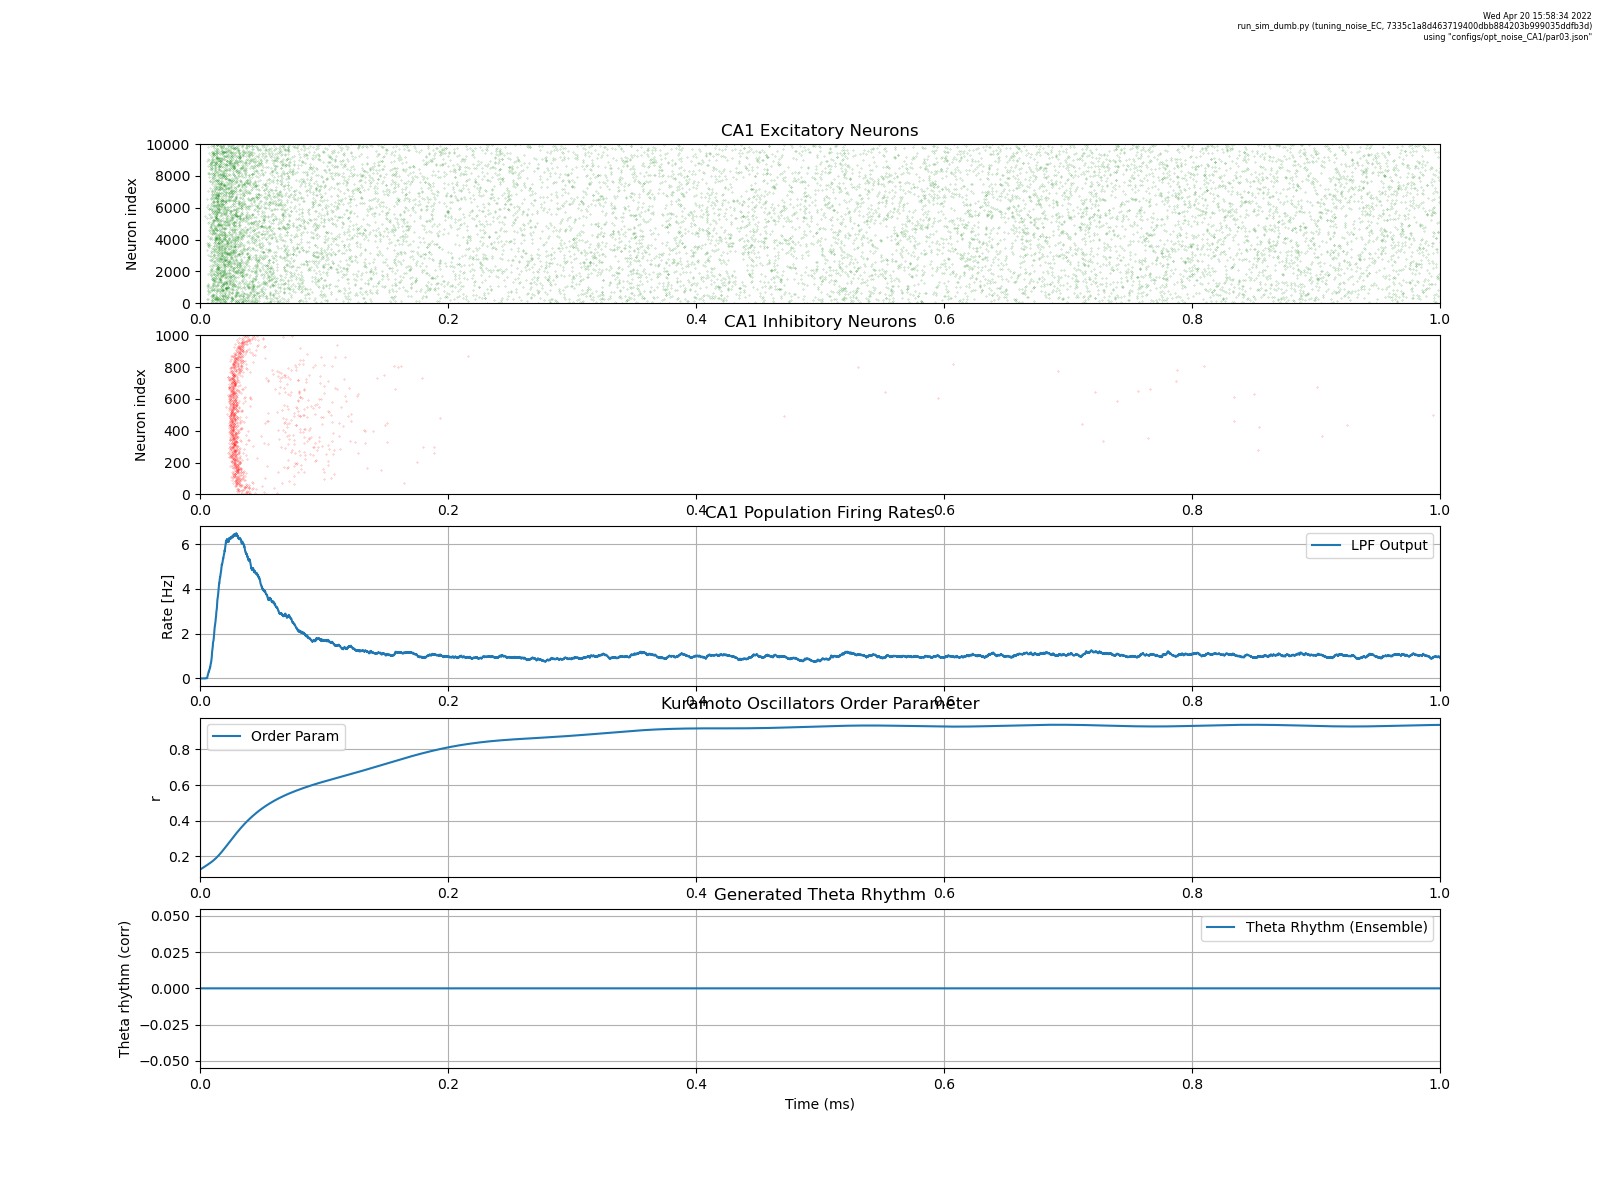 Wed Apr 20 15:58:34 2022
run_sim_dumb.py (tuning_noise_EC, 7335c1a8d463719400dbb884203b999035ddfb3d)
using "configs/opt_noise_CA1/par03.json"
CA1 Excitatory Neurons
Neuron index
10000
8000
6000
4000
2000
0
0.0 0.2 0.4 0.6 0.8 1.0
CA1 Inhibitory Neurons
Neuron index
1000
800
600
400
200
0
0.0 0.2 0.4 0.6 0.8 1.0
CA1 Population Firing Rates
Rate [Hz]
6
4
2
0
LPF Output
0.0 0.2 0.4 0.6 0.8 1.0
Kuramoto Oscillators Order Parameter
r
0.8
0.6
0.4
0.2
Order Param
0.0 0.2 0.4 0.6 0.8 1.0
Generated Theta Rhythm
Theta rhythm (corr)
0.050
0.025
0.000
−0.025
−0.050
Theta Rhythm (Ensemble)
0.0 0.2 0.4 0.6 0.8 1.0
Time (ms)